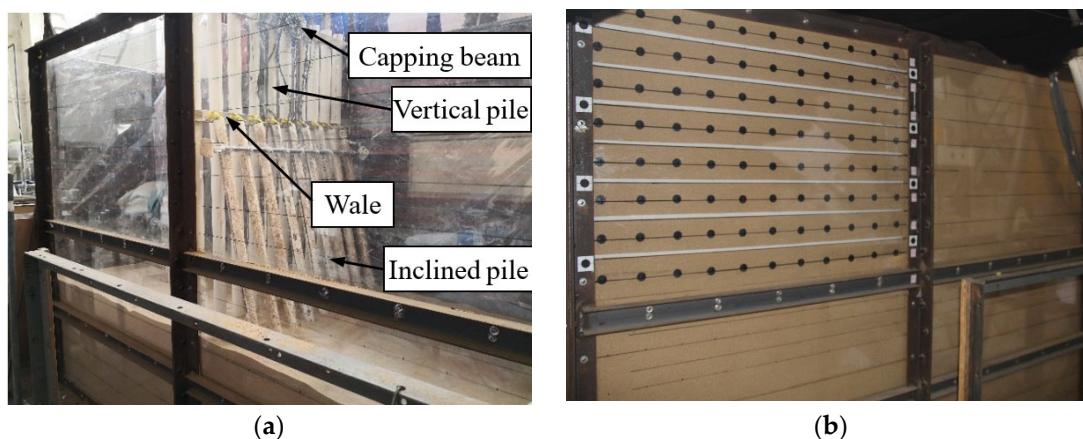 Capping beam
Vertical pile
Wale
Inclined pile
(a)
(b)